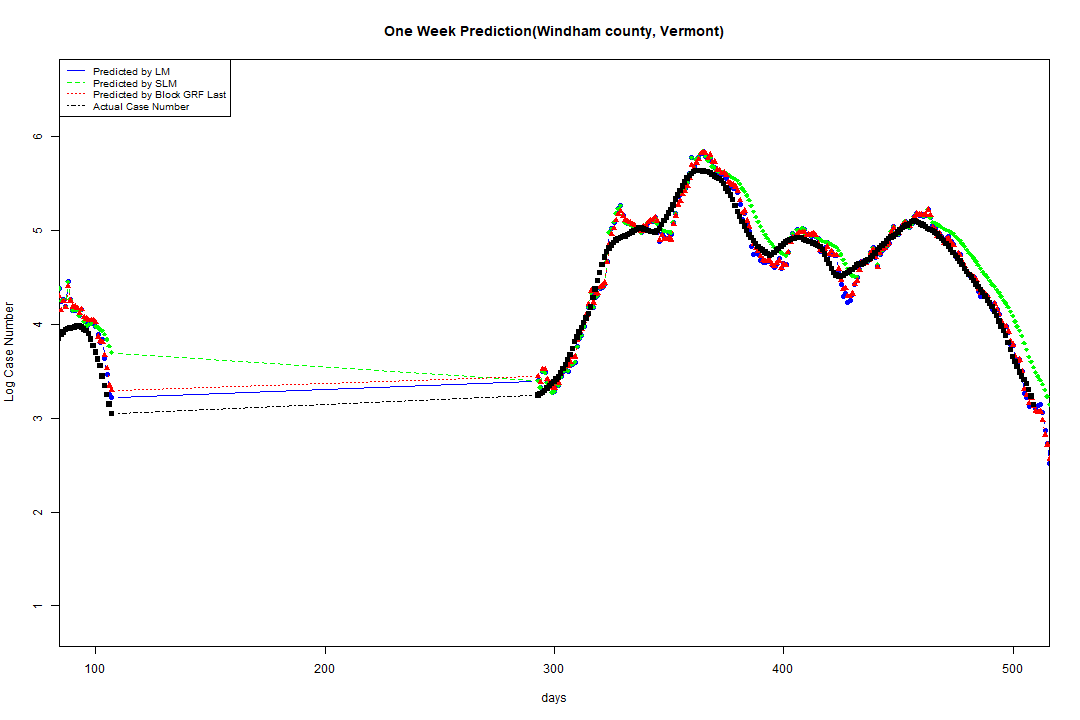 One Week Prediction(Windham county, Vermont)
Predicted by LM
Predicted by SLM
Predicted by Block GRF Last
Actual Case Number
6
5
4
3
2
1
Log Case Number
100 200 300 400 500
days